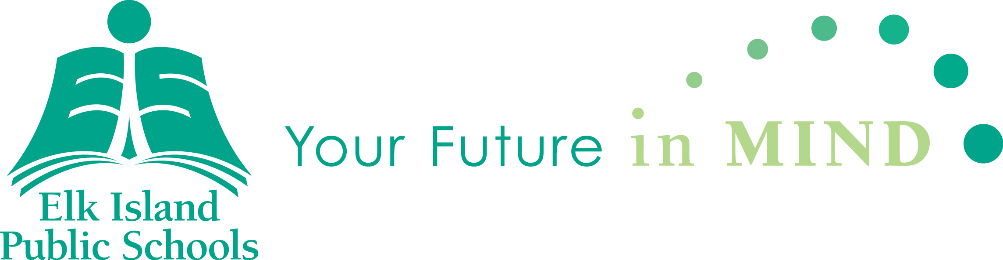 Elk Island
Public Schools
Your Future in MIND